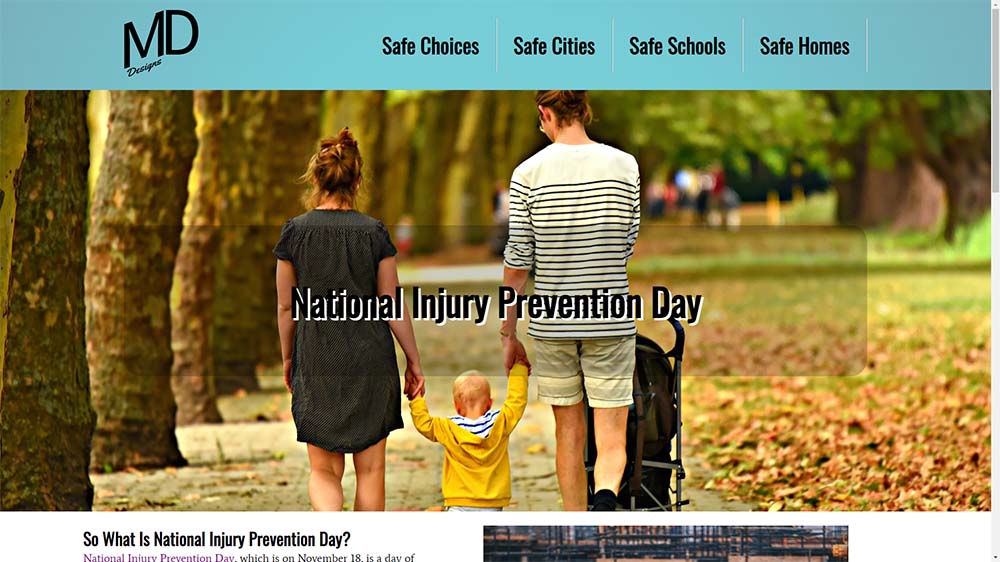 MD
Designs
Safe Choices
Safe Cities
Safe Schools
Safe Homes
National Injury Prevention Day
So What Is National Injury Prevention Day?
National Injury Prevention Day, which is on November 18, is a day of